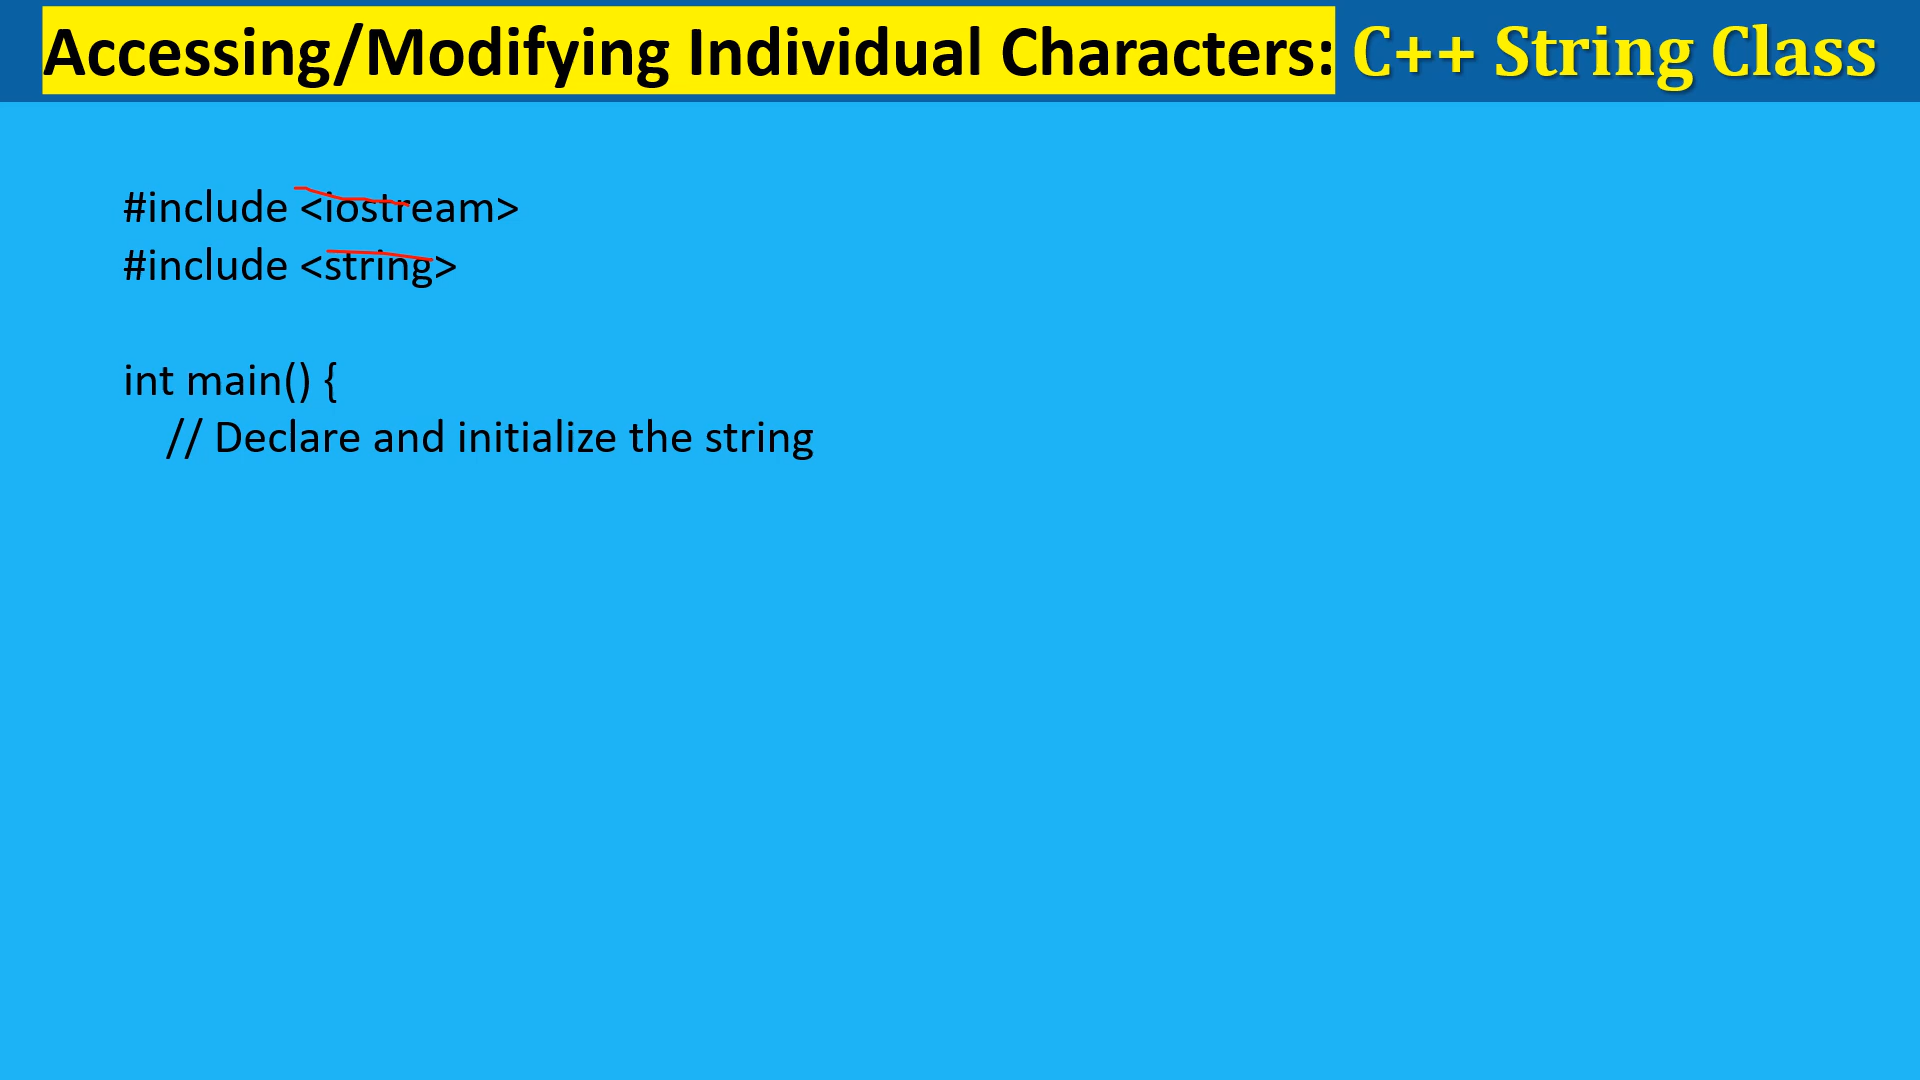 Accessing/Modifying Individual Characters: C++ String Class
#include <iostream>
#include <string>
int main() {
// Declare and initialize the string